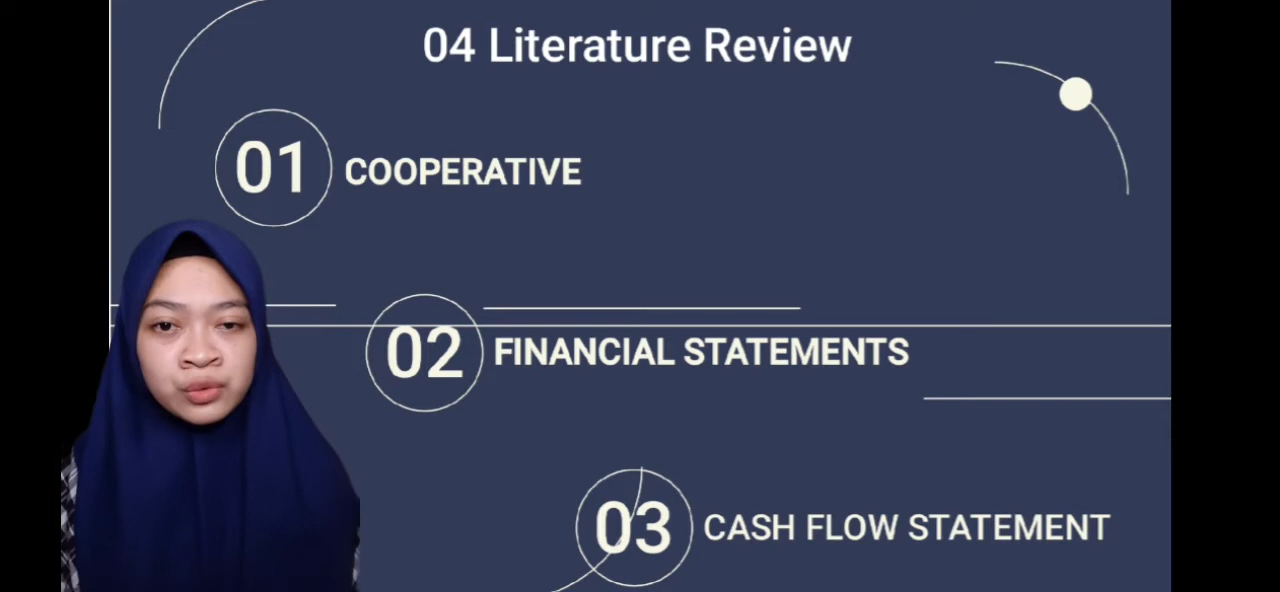 04 Literature Review
01 COOPERATIVE
02 FINANCIAL STATEMENTS
03 CASH FLOW STATEMENT